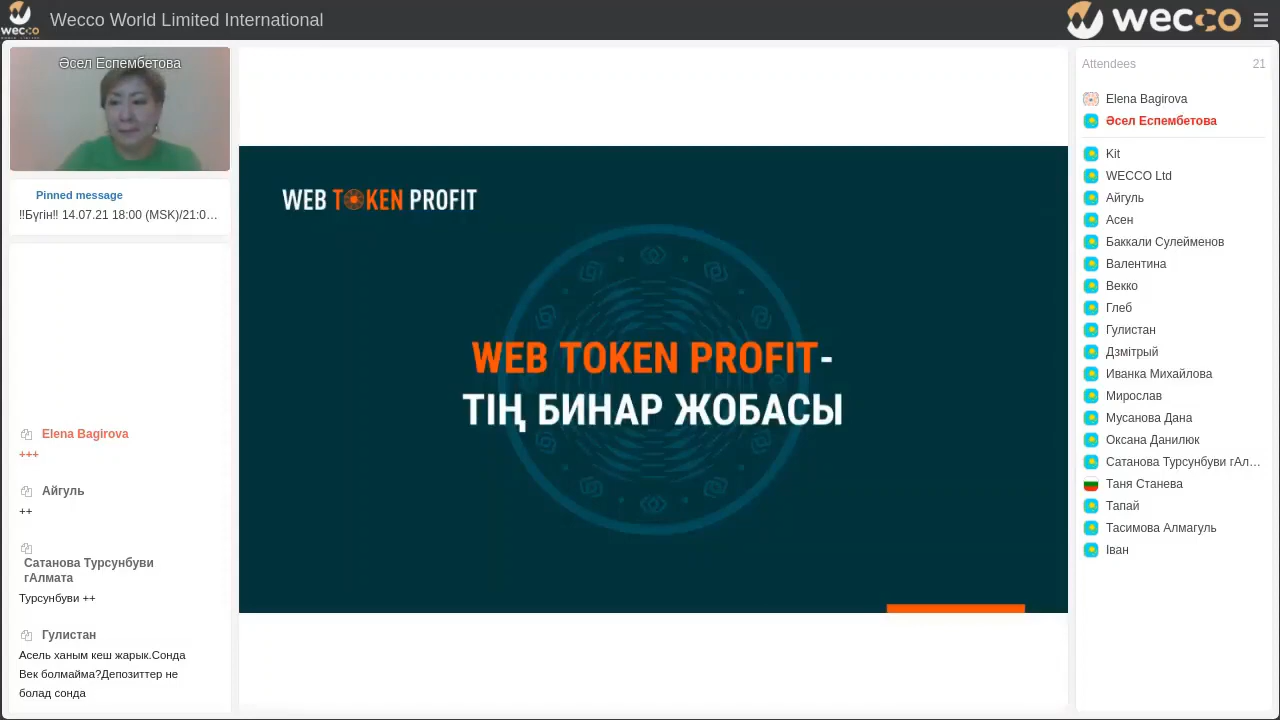 wecco
Wecco World Limited International
wecco
Әсел Еспембетова
Pinned message
‼Бүгін‼ 14.07.21 18:00 (MSK)/21:0…
Elena Bagirova
+++
Айгуль
++
Сатанова Турсунбуви
гАлмата
Турсунбуви ++
Гулистан
Асель ханым кеш жарык.Сонда
Век болмайма?Депозиттер не
болад сонда
WEB TOKEN PROFIT
WEB TOKEN PROFIT-
ТІҢ БИНАР ЖОБАСЫ
Attendees 21
Elena Bagirova
Әсел Еспембетова
Kit
WECCO Ltd
Айгуль
Асен
Баккали Сулейменов
Валентина
Векко
Глеб
Гулистан
Дзмітрый
Иванка Михайлова
Мирослав
Мусанова Дана
Оксана Данилюк
Сатанова Турсунбуви гАл…
Таня Станева
Тапай
Тасимова Алмагуль
Іван